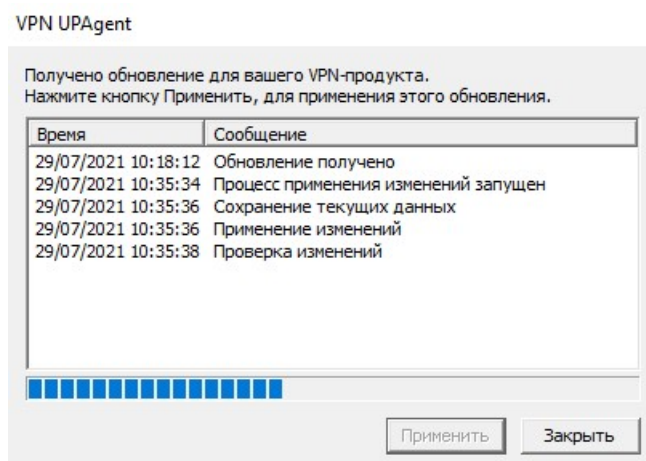 VPN UPAgent
Получено обновление для вашего VPN-продукта.
Нажмите кнопку Применить, для применения этого обновления.
Время Сообщение
29/07/2021 10:18:12 Обновление получено
29/07/2021 10:35:34 Процесс применения изменений запущен
29/07/2021 10:35:36 Сохранение текущих данных
29/07/2021 10:35:36 Применение изменений
29/07/2021 10:35:38 Проверка изменений
Применить Закрыть